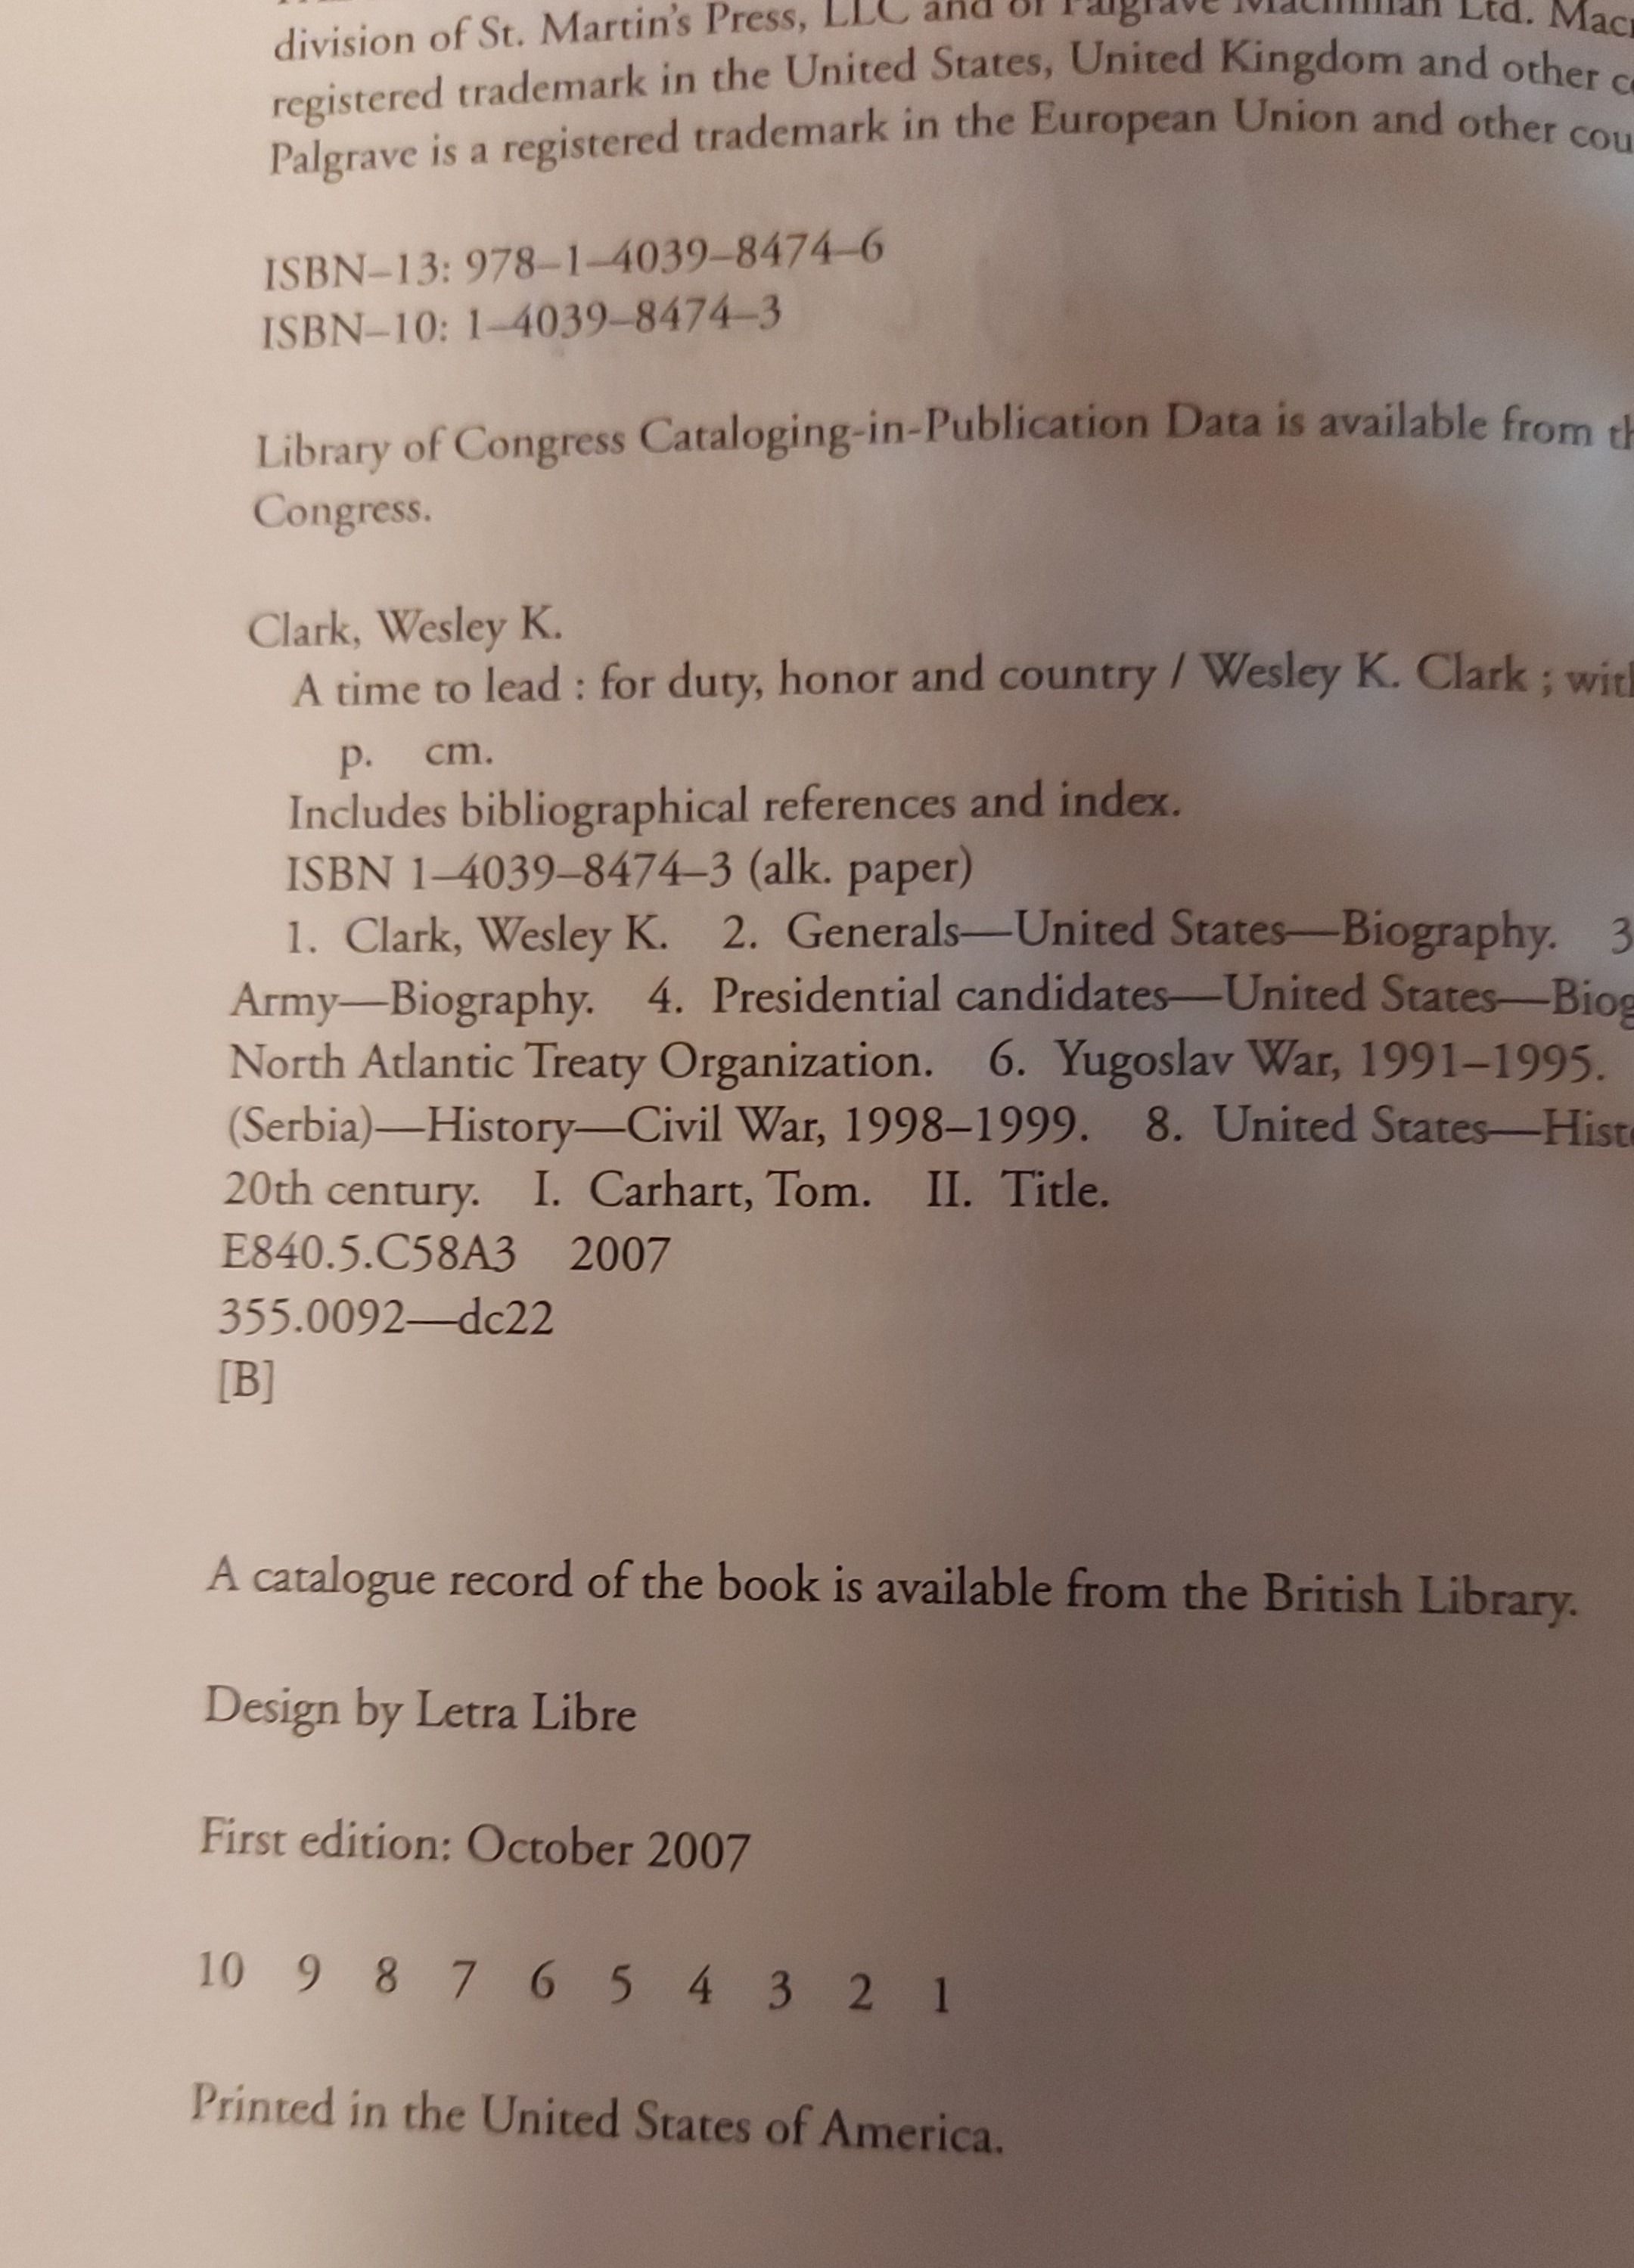 division of St. Martin's Press, LLC and of Palgrave Macmillan Ltd.
registered trademark in the United States, United Kingdom and other
Palgrave is a registered trademark in the European Union and other
ISBN–13: 978–1–4039–8474–6
ISBN–10: 1–4039–8474–3
Library of Congress Cataloging-in-Publication Data is available from
Congress.
Clark, Wesley K.
A time to lead : for duty, honor and country / Wesley K. Clark ;
p. cm.
Includes bibliographical references and index.
ISBN 1–4039–8474–3 (alk. paper)
1. Clark, Wesley K. 2. Generals—United States—Biography. 3
Army—Biography. 4. Presidential candidates—United States—Biog
North Atlantic Treaty Organization. 6. Yugoslav War, 1991–1995.
(Serbia)—History—Civil War, 1998–1999. 8. United States—Hist
20th century. I. Carhart, Tom. II. Title.
E840.5.C58A3 2007
355.0092—dc22
[B]
A catalogue record of the book is available from the British Library.
Design by Letra Libre
First edition: October 2007
10 9 8 7 6 5 4 3 2 1
Printed in the United States of America.